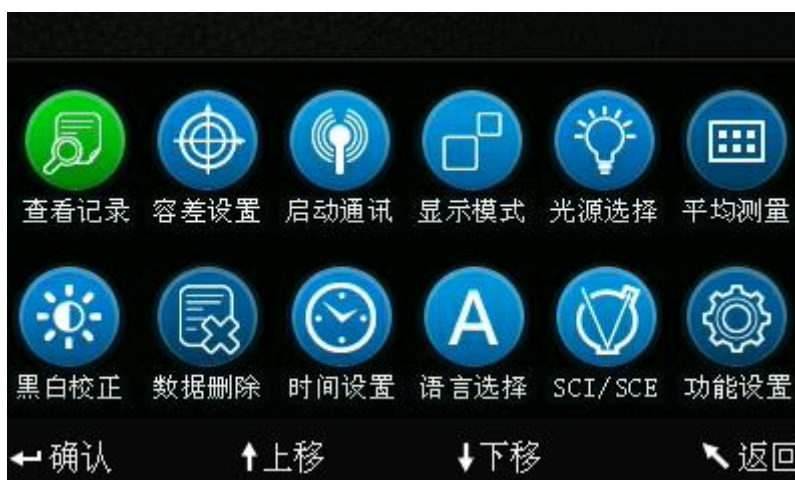 查看记录 容差设置 启动通讯 显示模式 光源选择 平均测量
黑白校正 数据删除 时间设置 A 语言选择 SCI/SCE 功能设置
确认 上移 下移 返回